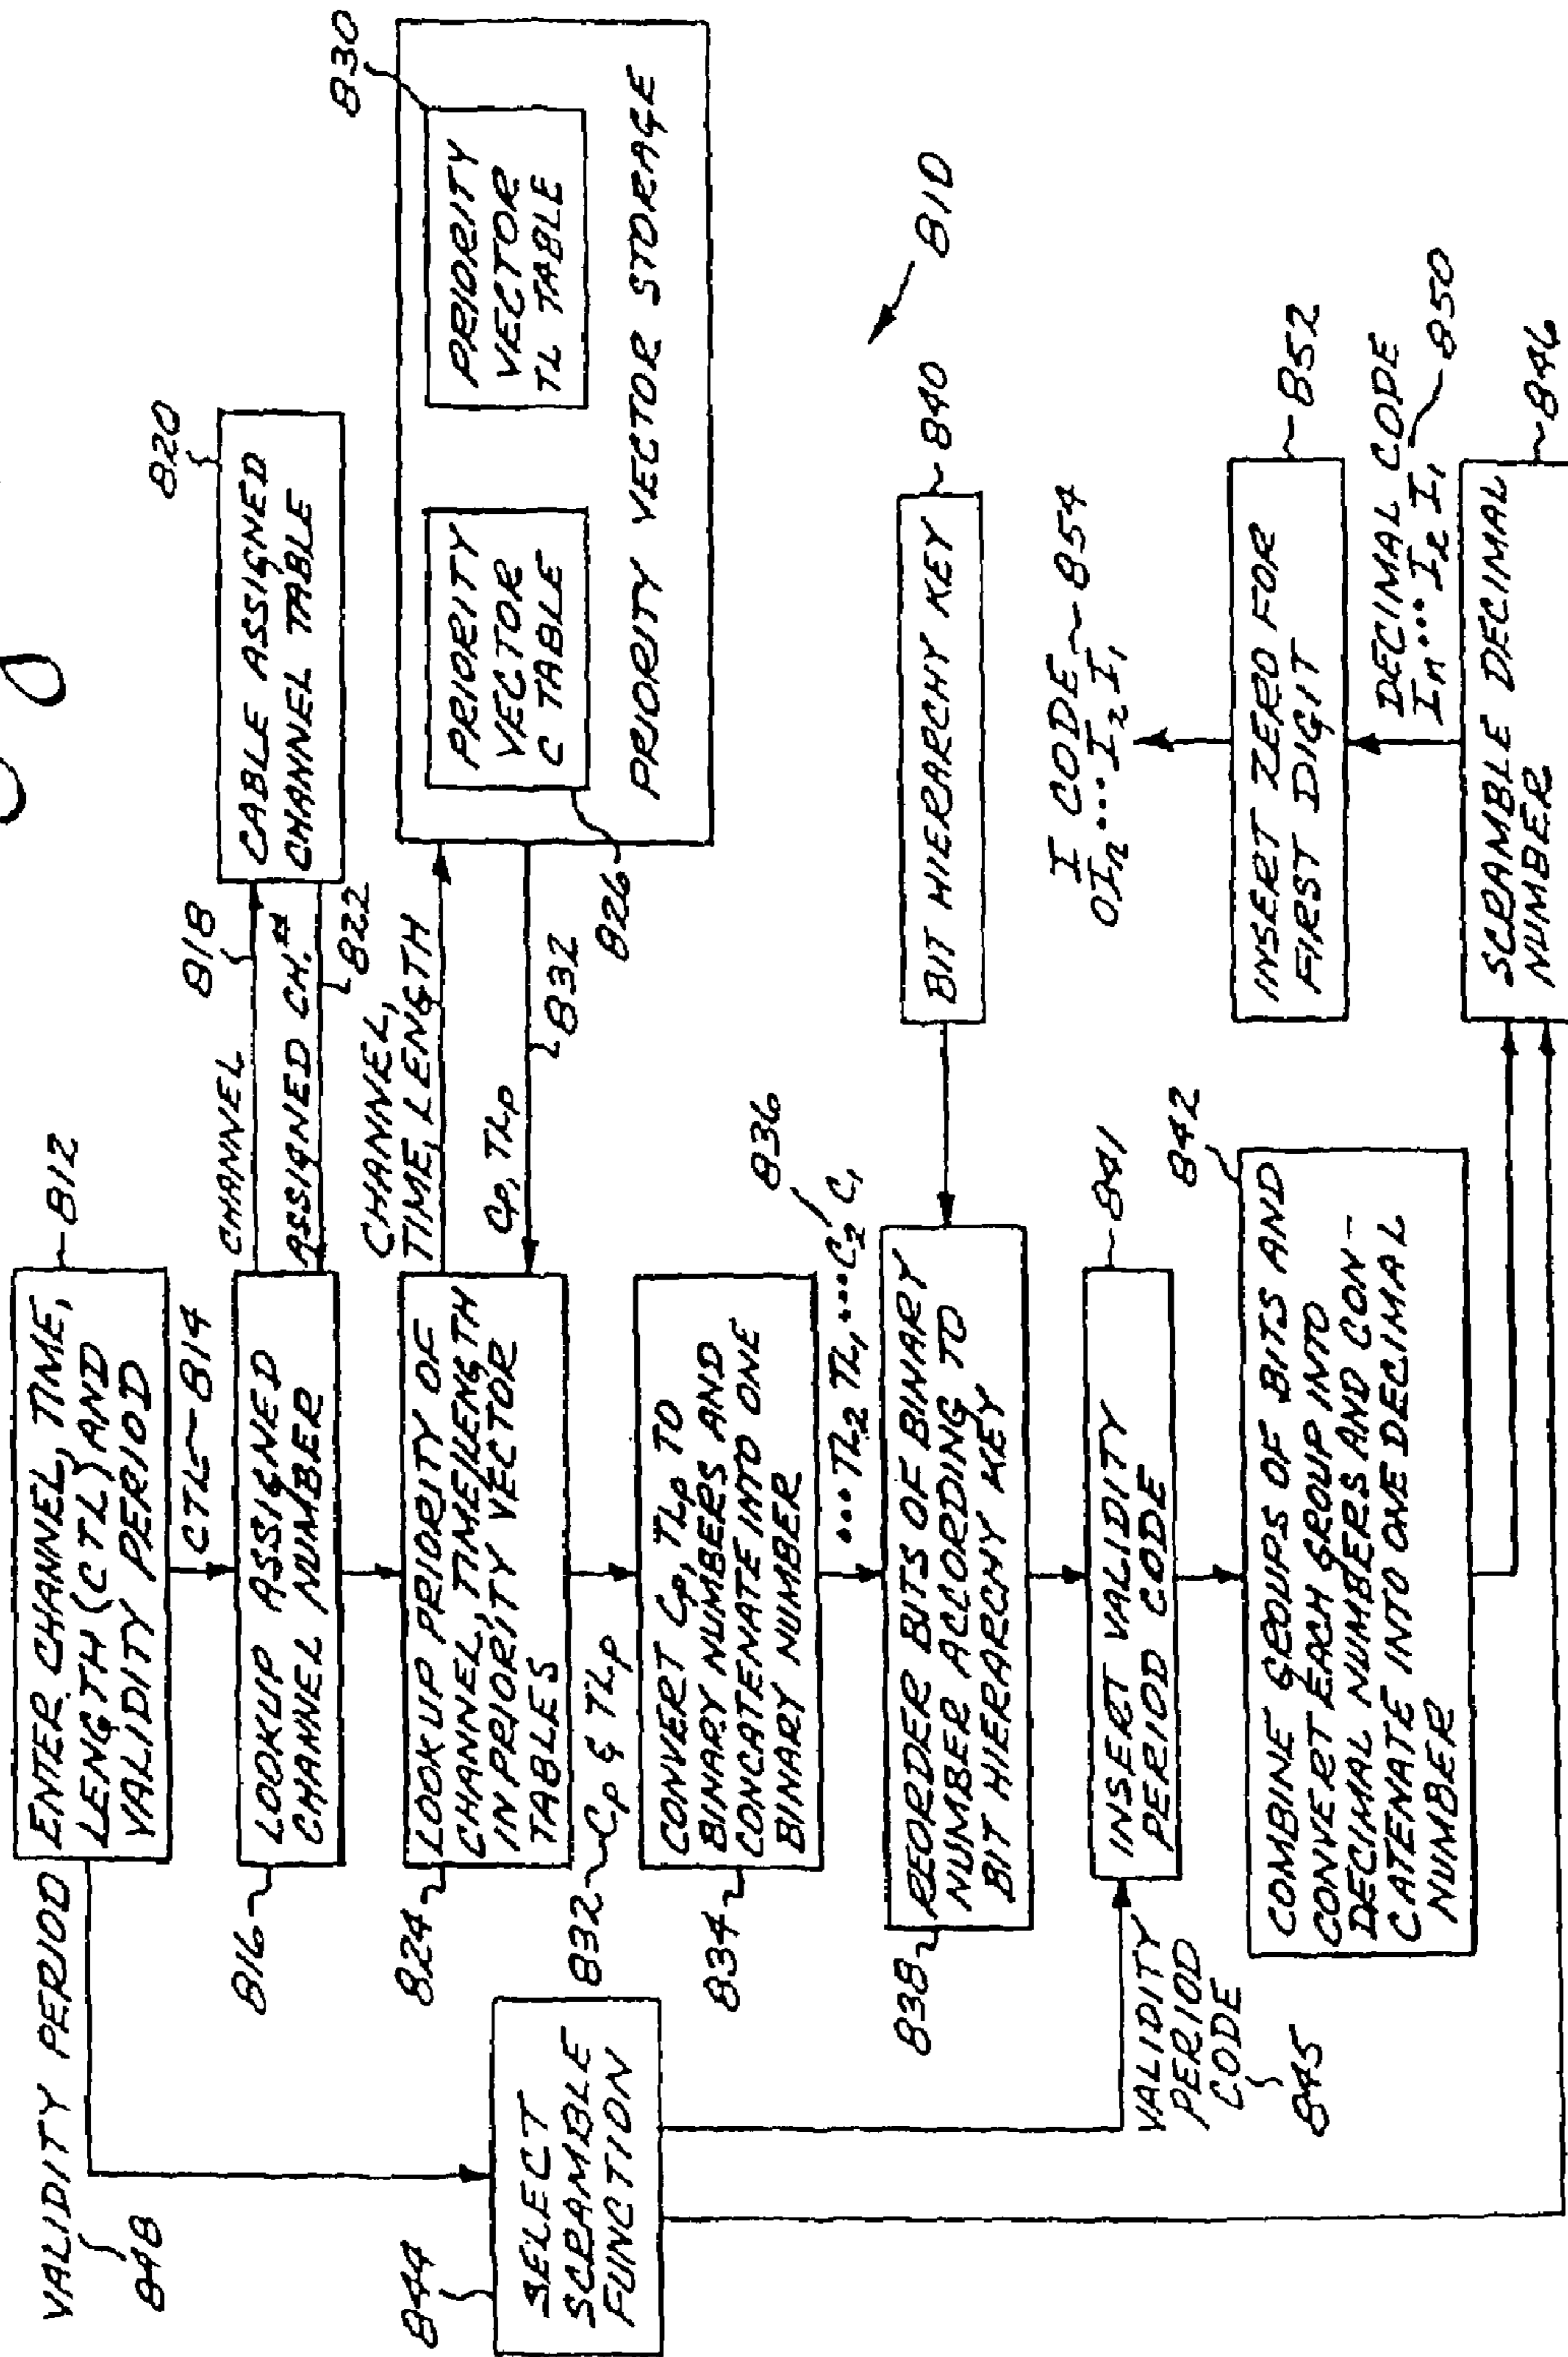 VALIDITY PERIOD
848
ENTER CHANNEL, TIME,
LENGTH (CTL) AND
VALIDITY PERIOD
812
CTL 814
816
LOOKUP ASSIGNED
CHANNEL NUMBER
CHANNEL
818
ASSIGNED CH.#
822
CABLE ASSIGNED
CHANNEL TABLE
820
824
LOOKUP PRIORITY OF
CHANNEL, TIME/LENGTH
IN PRIORITY VECTOR
TABLES
CHANNEL,
TIME, LENGTH
Cp, TLp
832
PRIORITY
VECTOR
C TABLE
826
PRIORITY
VECTOR
TL TABLE
830
PRIORITY VECTOR STORAGE
832 Cp & TLp
844
SELECT
SCRAMBLE
FUNCTION
834
CONVERT Cp, TLp TO
BINARY NUMBERS AND
CONCATENATE INTO ONE
BINARY NUMBER
••• TL2 TL1 ••• C2 C1
836
810
838
REORDER BITS OF BINARY
NUMBER ACCORDING TO
BIT HIERARCHY KEY
BIT HIERARCHY KEY
840
VALIDITY
PERIOD
CODE
845
INSERT VALIDITY
PERIOD CODE
841
I CODE
OIn ••• I2 I1
854
COMBINE GROUPS OF BITS AND
CONVERT EACH GROUP INTO
DECIMAL NUMBERS AND CON-
CATENATE INTO ONE DECIMAL
NUMBER
842
INSERT ZERO FOR
FIRST DIGIT
852
DECIMAL CODE
In ••• I2 I1
850
SCRAMBLE DECIMAL
NUMBER
846